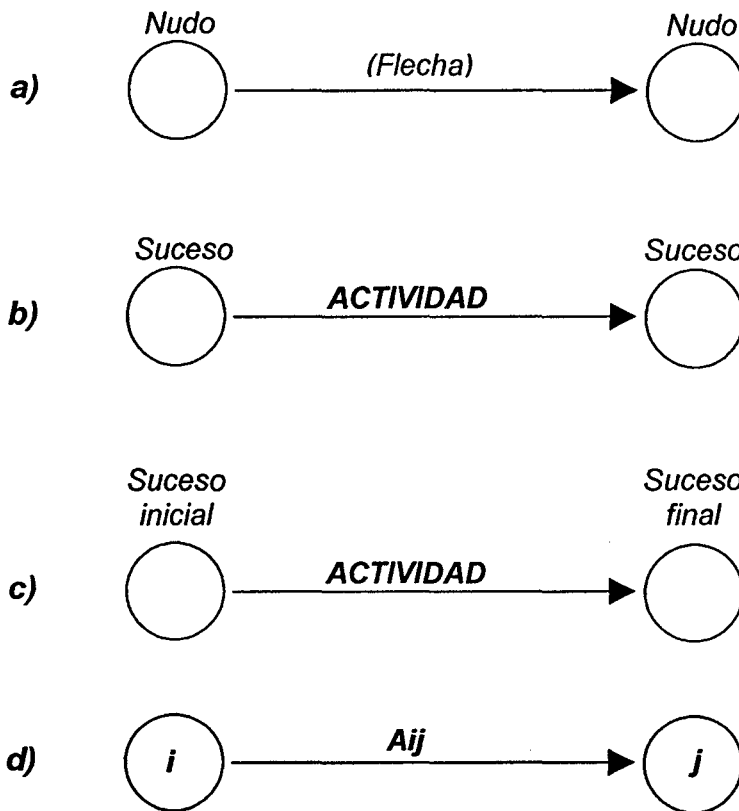 Nudo Nudo
a) (Flecha)
Suceso Suceso
b) ACTIVIDAD
Suceso inicial Suceso final
c) ACTIVIDAD
d) i Aij j